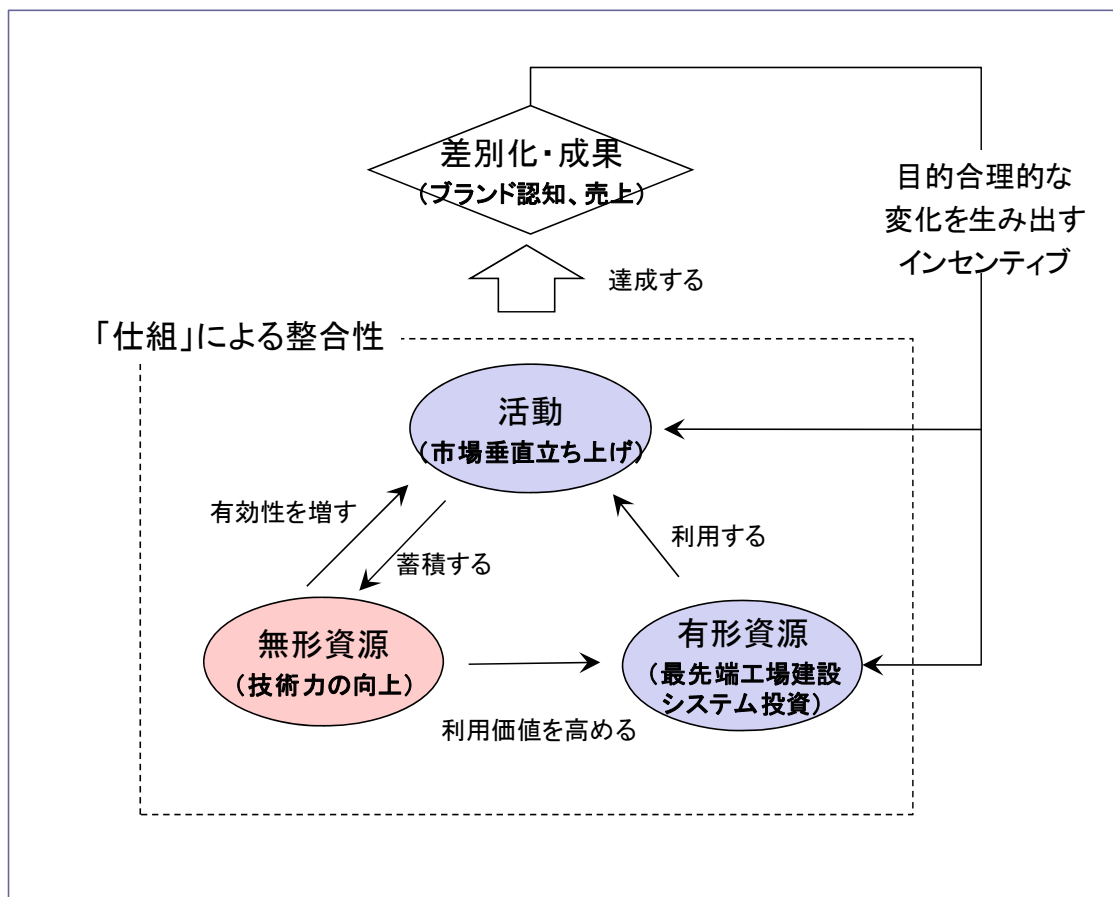 差別化・成果
（ブランド認知、売上）
目的合理的な
変化を生み出す
インセンティブ
達成する
「仕組」による整合性
活動
（市場垂直立ち上げ）
有効性を増す
利用する
蓄積する
無形資源
（技術力の向上）
有形資源
（最先端工場建設
システム投資）
利用価値を高める